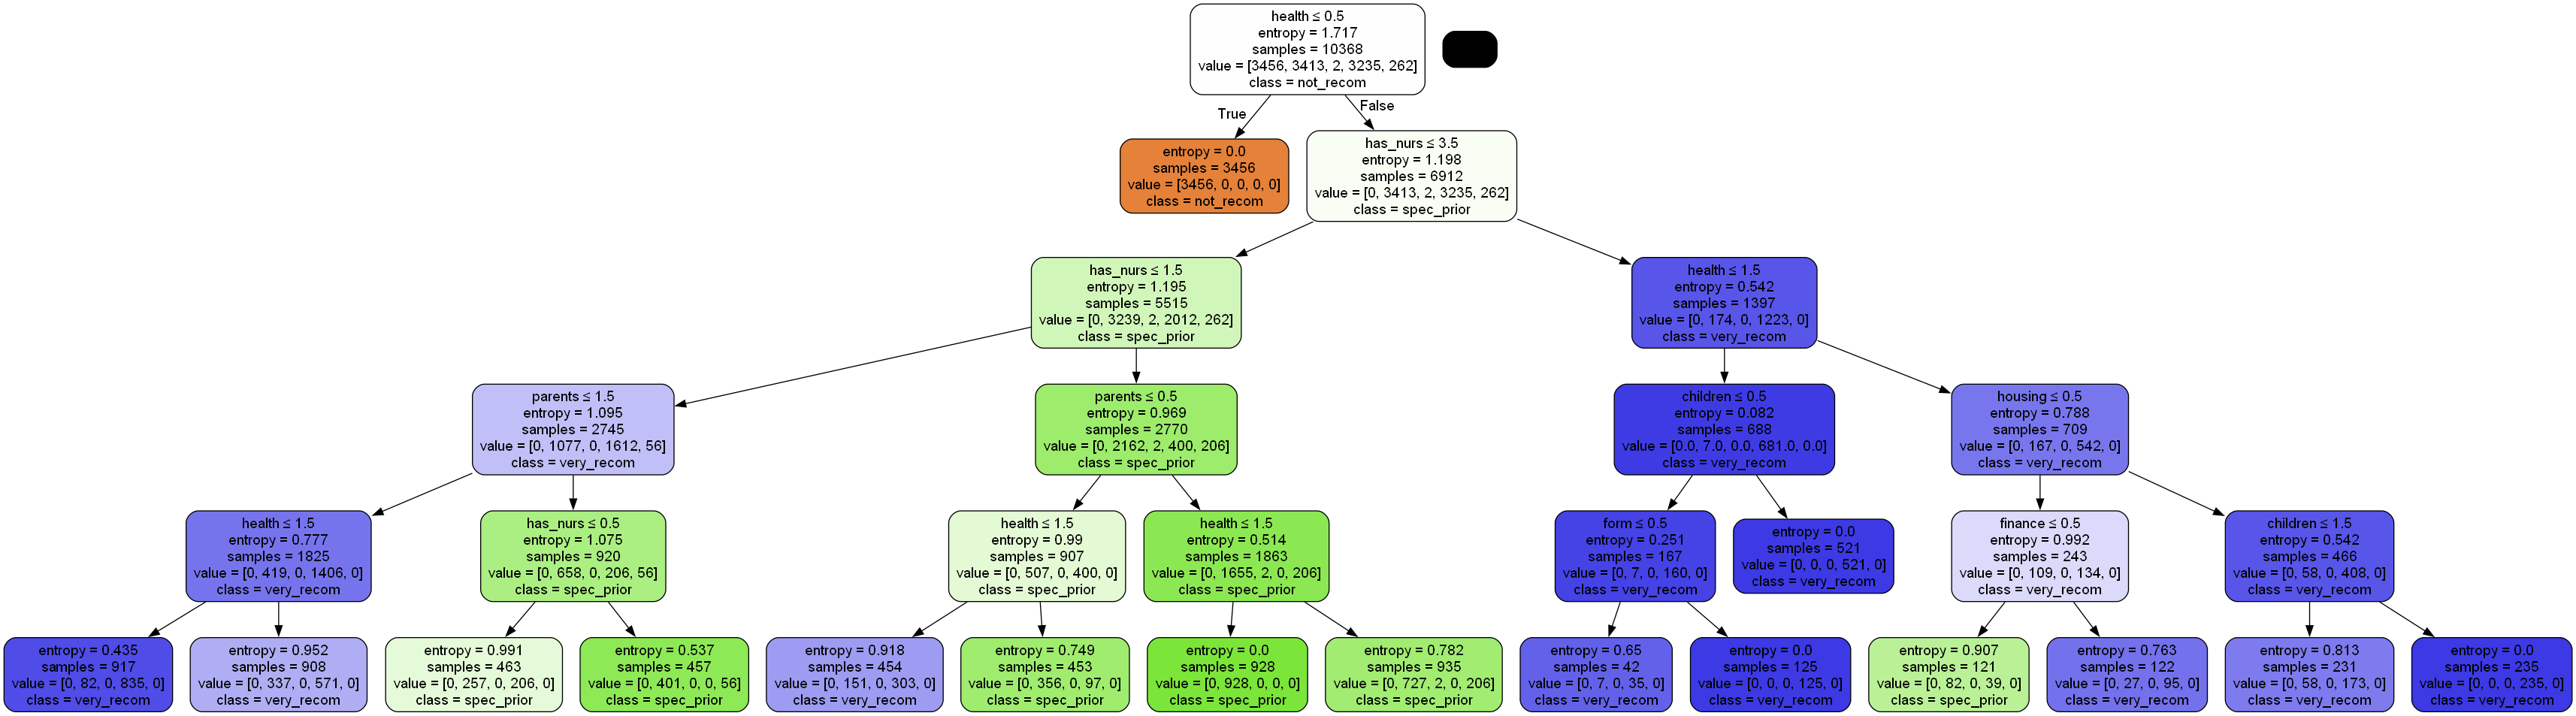 health ≤ 0.5
entropy = 1.717
samples = 10368
value = [3456, 3413, 2, 3235, 262]
class = not_recom
True
False
entropy = 0.0
samples = 3456
value = [3456, 0, 0, 0, 0]
class = not_recom
has_nurs ≤ 3.5
entropy = 1.198
samples = 6912
value = [0, 3413, 2, 3235, 262]
class = spec_prior
has_nurs ≤ 1.5
entropy = 1.195
samples = 5515
value = [0, 3239, 2, 2012, 262]
class = spec_prior
health ≤ 1.5
entropy = 0.542
samples = 1397
value = [0, 174, 0, 1223, 0]
class = very_recom
parents ≤ 1.5
entropy = 1.095
samples = 2745
value = [0, 1077, 0, 1612, 56]
class = very_recom
parents ≤ 0.5
entropy = 0.969
samples = 2770
value = [0, 2162, 2, 400, 206]
class = spec_prior
children ≤ 0.5
entropy = 0.082
samples = 688
value = [0.0, 7.0, 0.0, 681.0, 0.0]
class = very_recom
housing ≤ 0.5
entropy = 0.788
samples = 709
value = [0, 167, 0, 542, 0]
class = very_recom
health ≤ 1.5
entropy = 0.777
samples = 1825
value = [0, 419, 0, 1406, 0]
class = very_recom
has_nurs ≤ 0.5
entropy = 1.075
samples = 920
value = [0, 658, 0, 206, 56]
class = spec_prior
health ≤ 1.5
entropy = 0.99
samples = 907
value = [0, 507, 0, 400, 0]
class = spec_prior
health ≤ 1.5
entropy = 0.514
samples = 1863
value = [0, 1655, 2, 0, 206]
class = spec_prior
form ≤ 0.5
entropy = 0.251
samples = 167
value = [0, 7, 0, 160, 0]
class = very_recom
entropy = 0.0
samples = 521
value = [0, 0, 0, 521, 0]
class = very_recom
finance ≤ 0.5
entropy = 0.992
samples = 243
value = [0, 109, 0, 134, 0]
class = very_recom
children ≤ 1.5
entropy = 0.542
samples = 466
value = [0, 58, 0, 408, 0]
class = very_recom
entropy = 0.435
samples = 917
value = [0, 82, 0, 835, 0]
class = very_recom
entropy = 0.952
samples = 908
value = [0, 337, 0, 571, 0]
class = very_recom
entropy = 0.991
samples = 463
value = [0, 257, 0, 206, 0]
class = spec_prior
entropy = 0.537
samples = 457
value = [0, 401, 0, 0, 56]
class = spec_prior
entropy = 0.918
samples = 454
value = [0, 151, 0, 303, 0]
class = very_recom
entropy = 0.749
samples = 453
value = [0, 356, 0, 97, 0]
class = spec_prior
entropy = 0.0
samples = 928
value = [0, 928, 0, 0, 0]
class = spec_prior
entropy = 0.782
samples = 935
value = [0, 727, 2, 0, 206]
class = spec_prior
entropy = 0.65
samples = 42
value = [0, 7, 0, 35, 0]
class = very_recom
entropy = 0.0
samples = 125
value = [0, 0, 0, 125, 0]
class = very_recom
entropy = 0.907
samples = 121
value = [0, 82, 0, 39, 0]
class = spec_prior
entropy = 0.763
samples = 122
value = [0, 27, 0, 95, 0]
class = very_recom
entropy = 0.813
samples = 231
value = [0, 58, 0, 173, 0]
class = very_recom
entropy = 0.0
samples = 235
value = [0, 0, 0, 235, 0]
class = very_recom